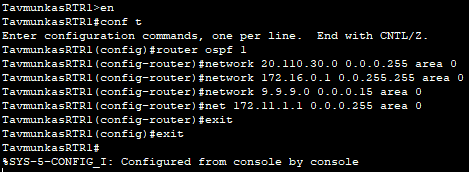 TavmunkasRTR1>en
TavmunkasRTR1#conf t
Enter configuration commands, one per line.  End with CNTL/Z.
TavmunkasRTR1(config)#router ospf 1
TavmunkasRTR1(config-router)#network 20.110.30.0 0.0.0.255 area 0
TavmunkasRTR1(config-router)#network 172.16.0.1 0.0.255.255 area 0
TavmunkasRTR1(config-router)#network 9.9.9.0 0.0.0.15 area 0
TavmunkasRTR1(config-router)#net 172.11.1.1 0.0.0.255 area 0
TavmunkasRTR1(config-router)#exit
TavmunkasRTR1(config)#exit
TavmunkasRTR1#
%SYS-5-CONFIG_I: Configured from console by console